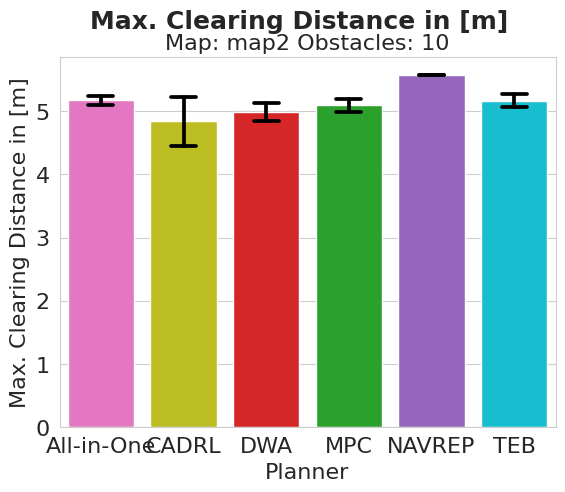 Max. Clearing Distance in [m]
Map: map2 Obstacles: 10
Max. Clearing Distance in [m]
5
4
3
2
1
0
All-in-One CADRL DWA MPC NAVREP TEB
Planner